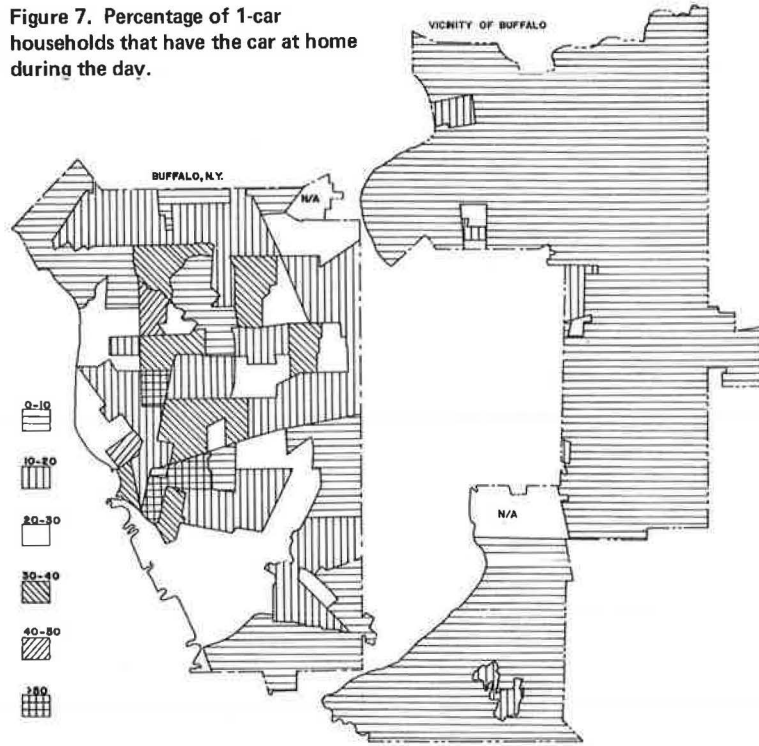 Figure 7. Percentage of 1-car
households that have the car at home
during the day.
VICINITY OF BUFFALO
BUFFALO, N.Y.
N/A
0-10
10-20
20-30
30-40
40-50
>50
N/A